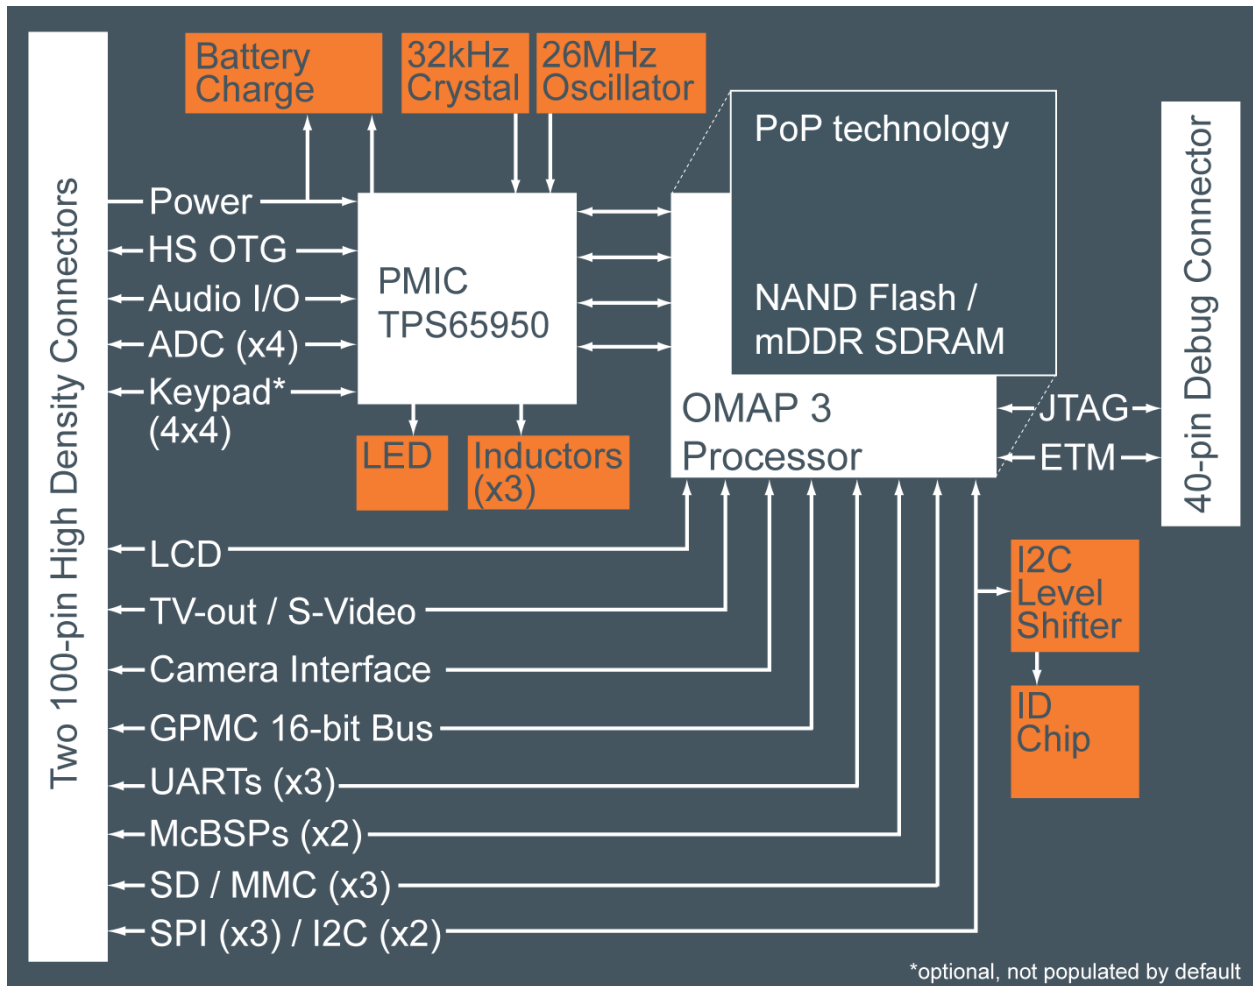 Battery
Charge
32kHz
Crystal
26MHz
Oscillator
PoP technology
NAND Flash /
mDDR SDRAM
Two 100-pin High Density Connectors
Power
HS OTG
Audio I/O
ADC (x4)
Keypad*
(4x4)
PMIC
TPS65950
OMAP 3
Processor
JTAG
ETM
40-pin Debug Connector
LED
Inductors
(x3)
LCD
TV-out / S-Video
Camera Interface
GPMC 16-bit Bus
UARTs (x3)
McBSPs (x2)
SD / MMC (x3)
SPI (x3) / I2C (x2)
I2C
Level
Shifter
ID
Chip
*optional, not populated by default